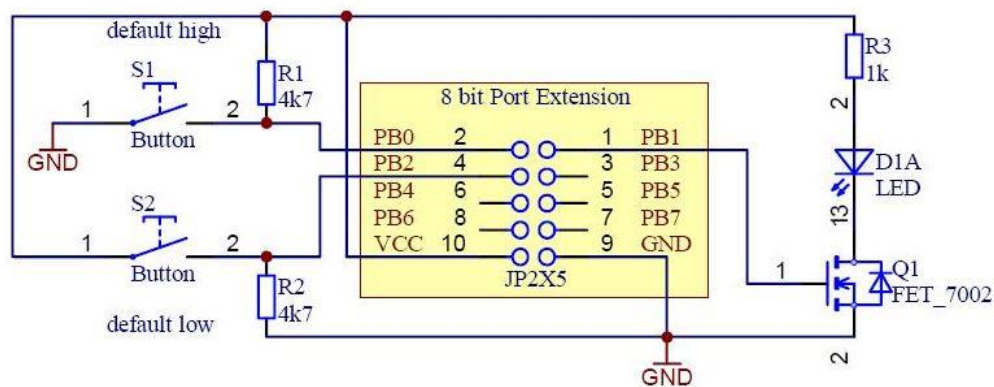 default high
S1
1
2
Button
GND
R1
4k7
8 bit Port Extension
PB0 2 1 PB1
PB2 4 3 PB3
PB4 6 5 PB5
PB6 8 7 PB7
VCC 10 9 GND
JP2X5
S2
1
2
Button
R2
4k7
default low
GND
R3
1k
2
D1A
LED
13
1
Q1
FET_7002
2